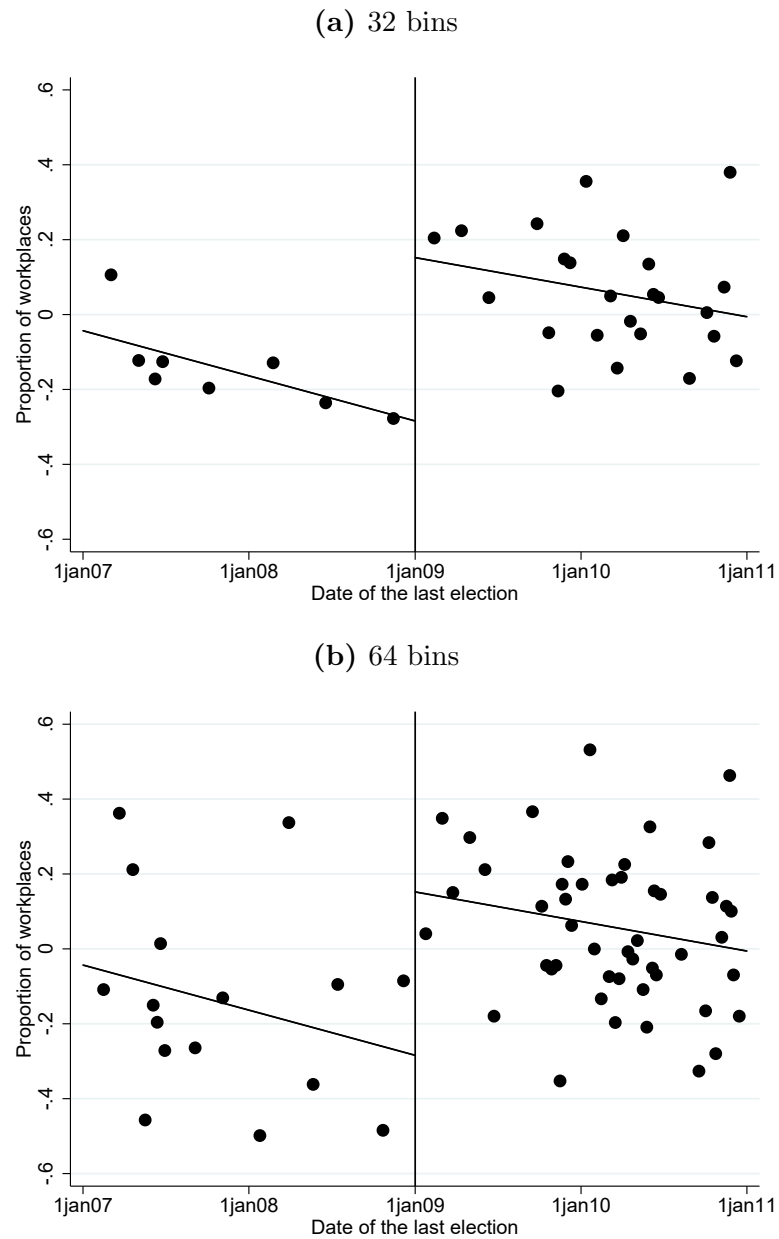 (a) 32 bins
Proportion of workplaces
.6
.4
.2
0
-.2
-.4
-.6
1jan07 1jan08 1jan09 1jan10 1jan11
Date of the last election
(b) 64 bins
Proportion of workplaces
.6
.4
.2
0
-.2
-.4
-.6
1jan07 1jan08 1jan09 1jan10 1jan11
Date of the last election